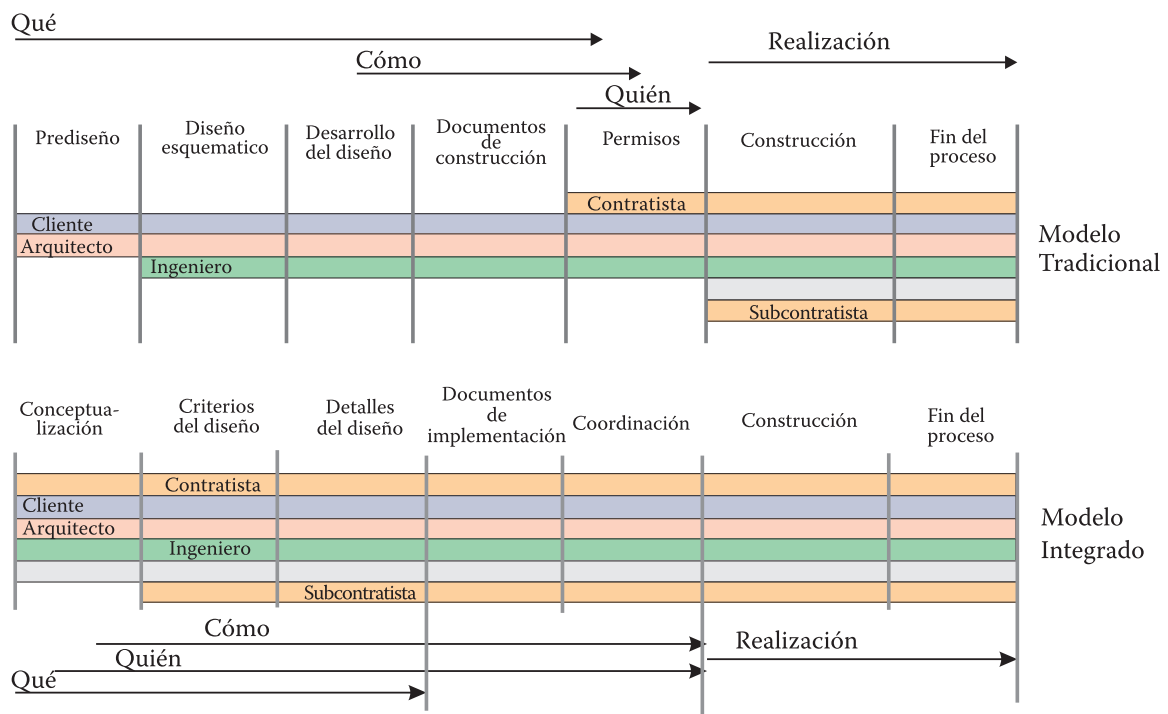 Qué
Cómo
Quién
Realización
Prediseño
Diseño
esquematico
Desarrollo
del diseño
Documentos
de
construcción
Permisos
Construcción
Fin del
proceso
Contratista
Cliente
Arquitecto
Ingeniero
Subcontratista
Modelo
Tradicional
Conceptua-
lización
Criterios
del diseño
Detalles
del diseño
Documentos
de
implementación
Coordinación
Construcción
Fin del
proceso
Contratista
Cliente
Arquitecto
Ingeniero
Subcontratista
Modelo
Integrado
Cómo
Quién
Qué
Realización